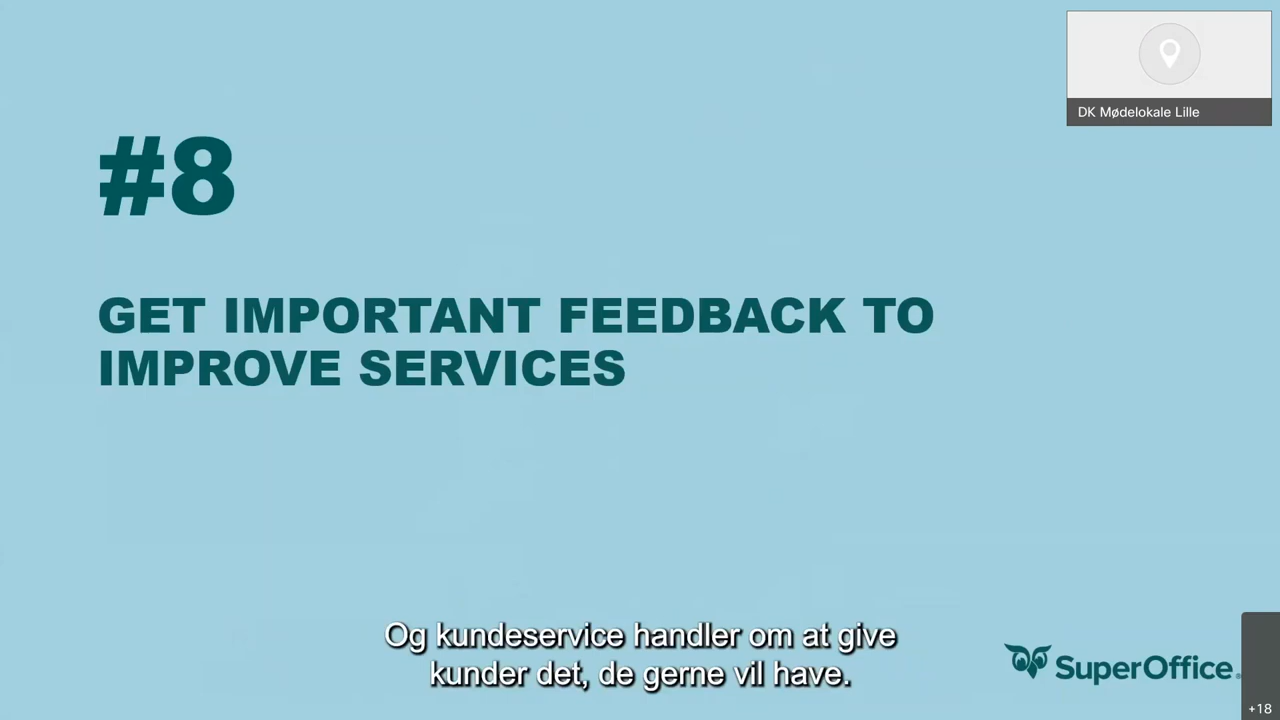 DK Mødelokale Lille
#8
GET IMPORTANT FEEDBACK TO
IMPROVE SERVICES
Og kundeservice handler om at give
kunder det, de gerne vil have.
SuperOffice.
+18